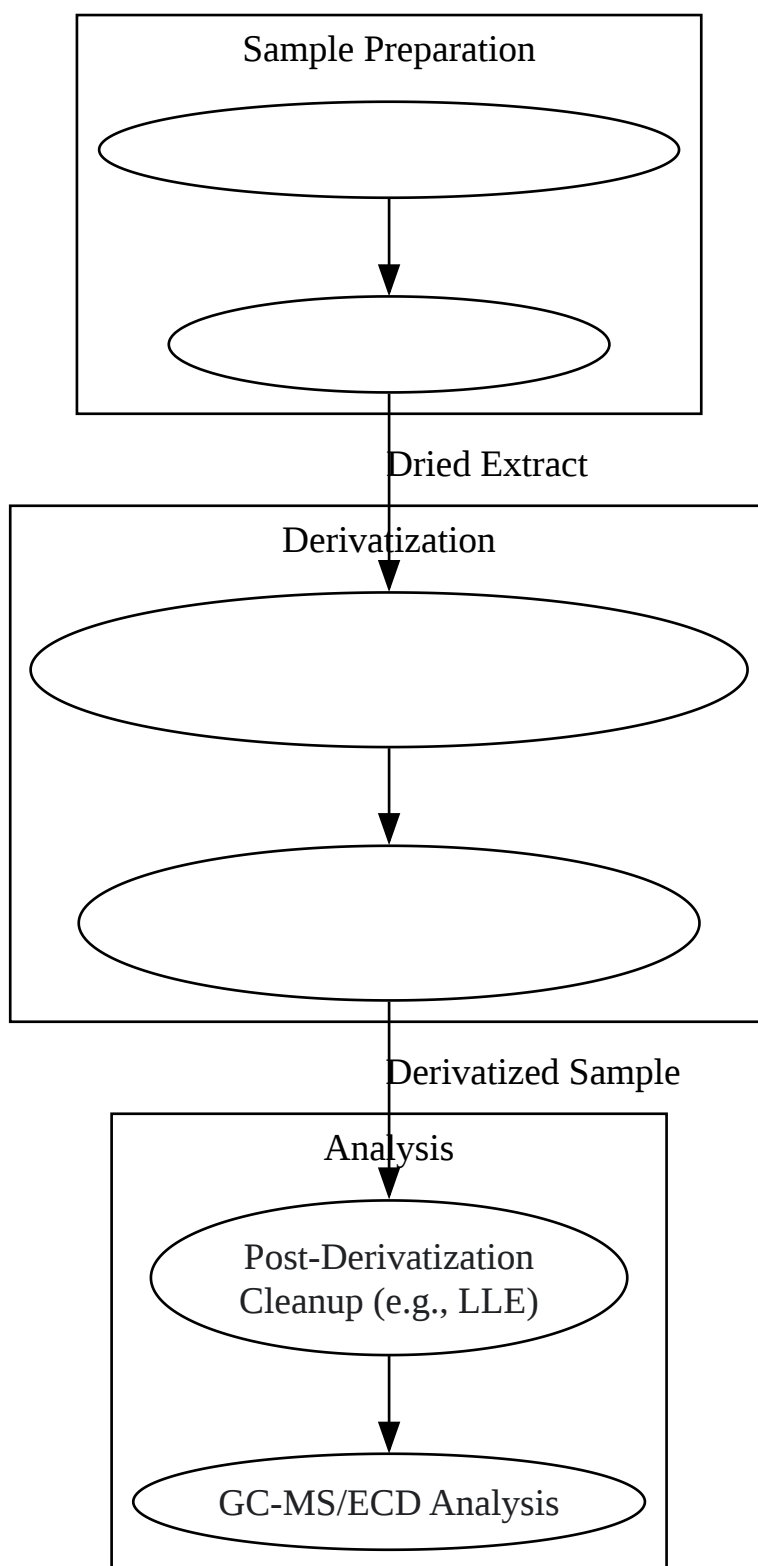 Sample Preparation
Dried Extract
Derivatization
Derivatized Sample
Analysis
Post-Derivatization
Cleanup (e.g., LLE)
GC-MS/ECD Analysis